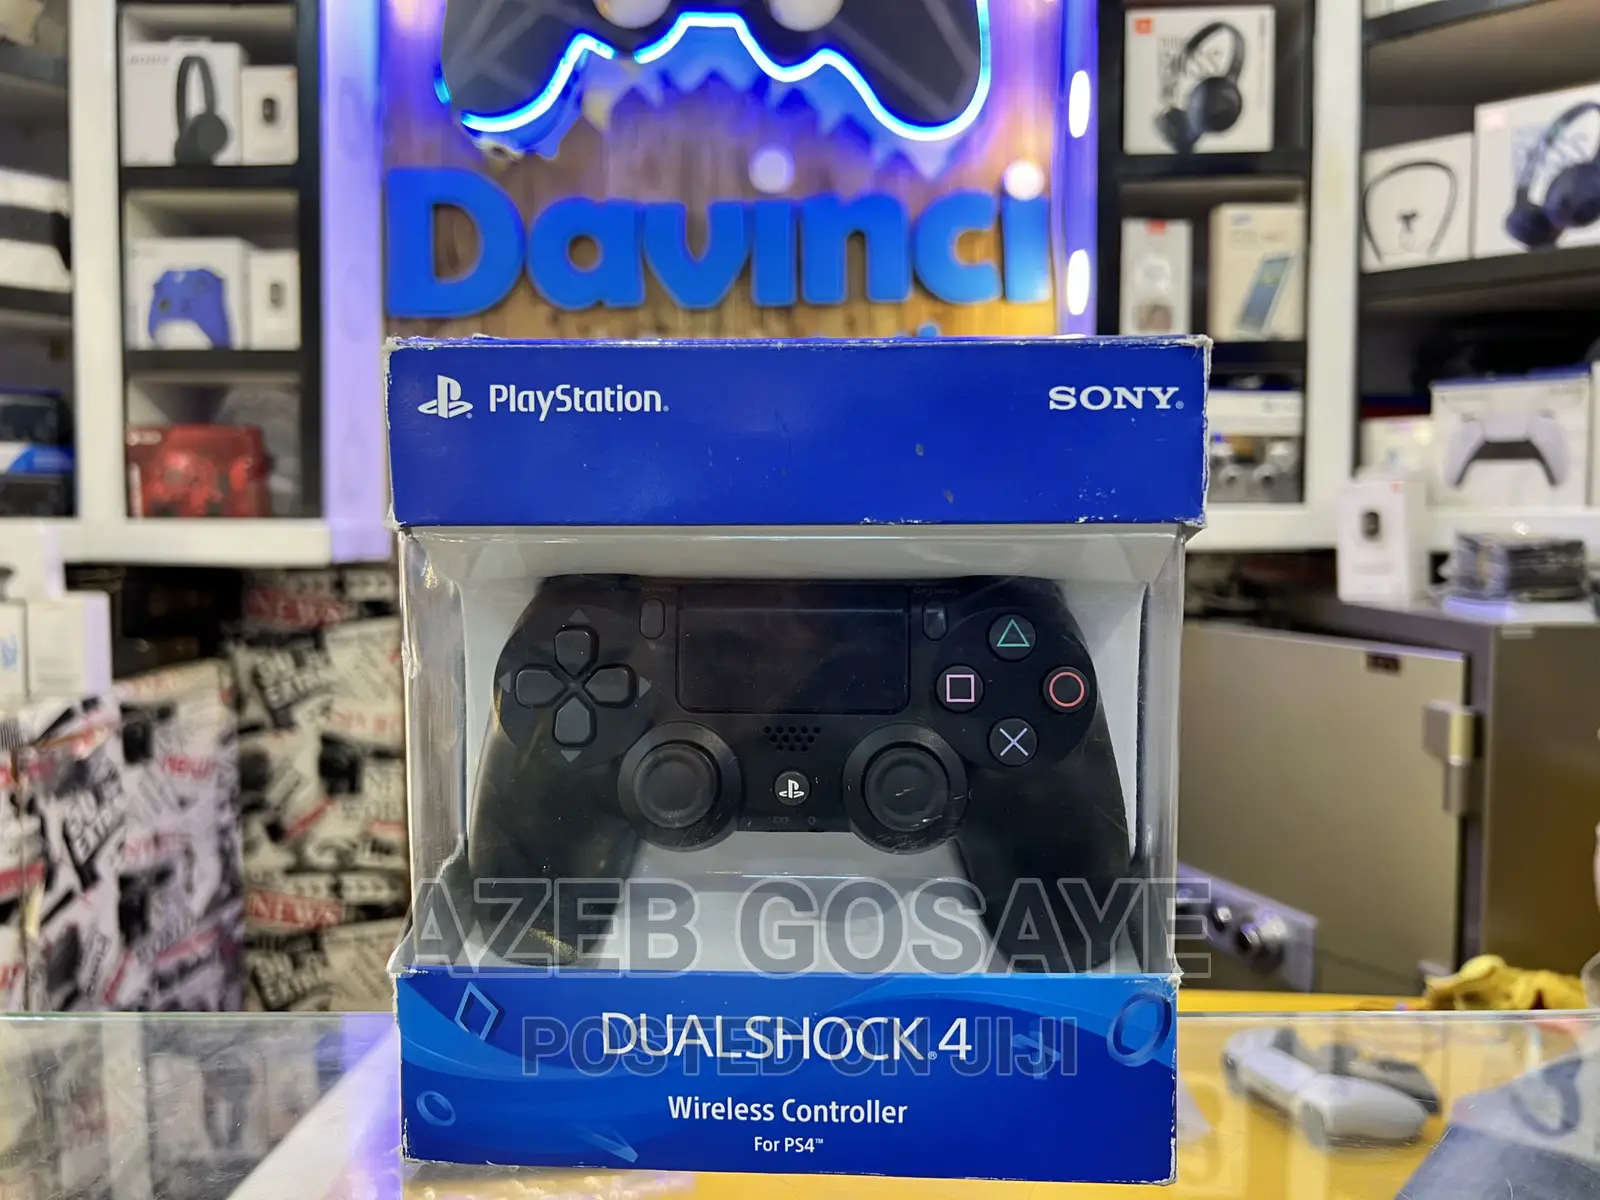 Davinci
PlayStation®
SONY®
AZEB GOSAYE
DUALSHOCK®4
POSTED ON JIJI
Wireless Controller
For PS4™